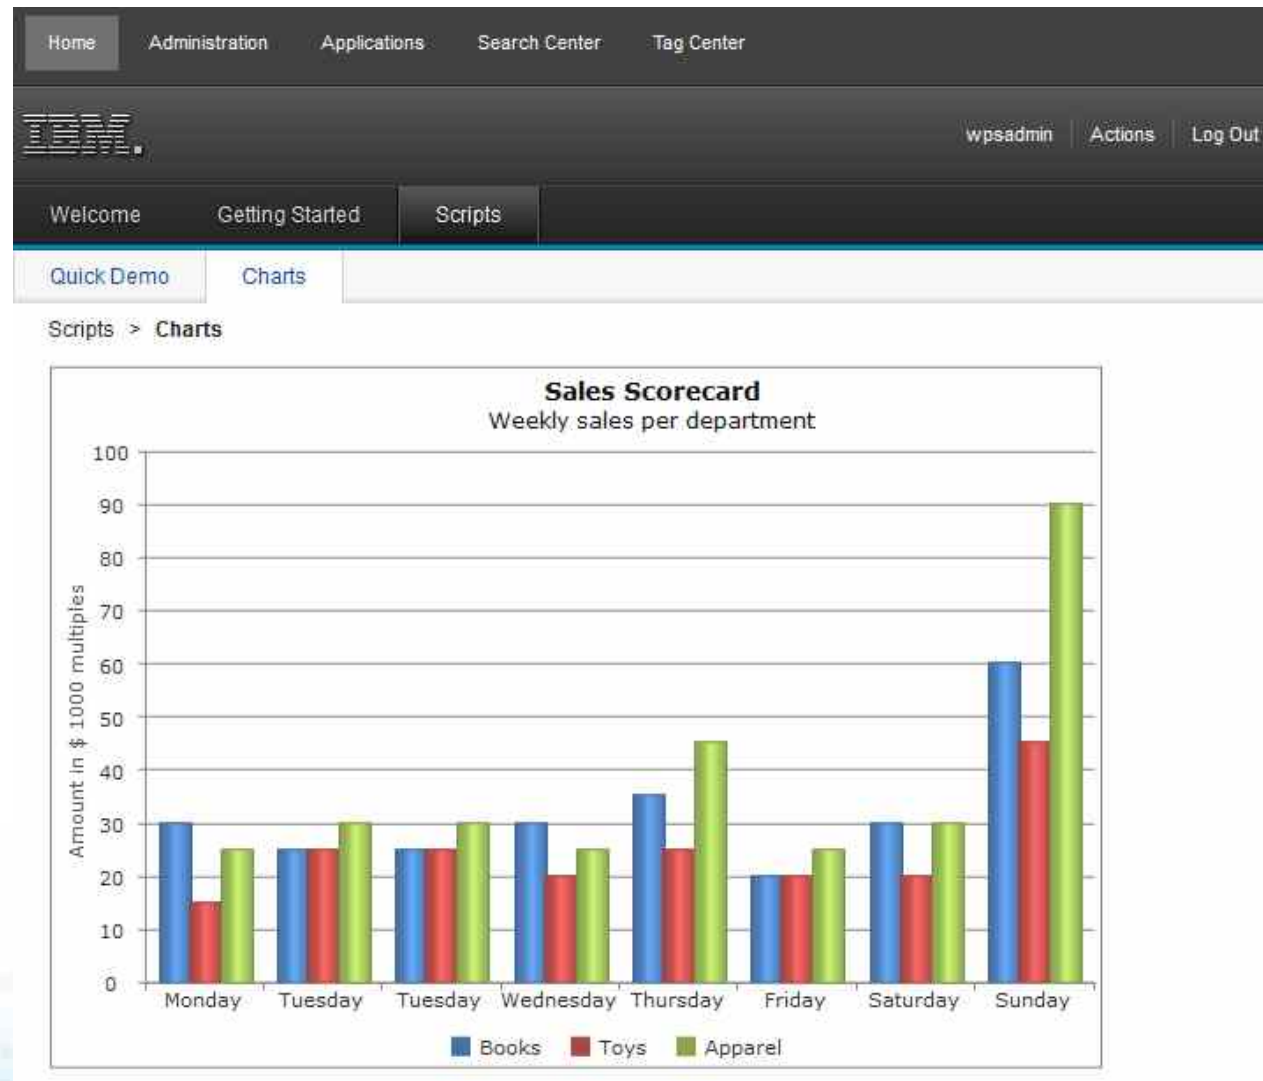 Home Administration Applications Search Center Tag Center
IBM.
wpsadmin Actions Log Out
Welcome Getting Started Scripts
Quick Demo Charts
Scripts > Charts
Sales Scorecard
Weekly sales per department
Amount in $ 1000 multiples
100
90
80
70
60
50
40
30
20
10
0
Monday Tuesday Tuesday Wednesday Thursday Friday Saturday Sunday
Books Toys Apparel